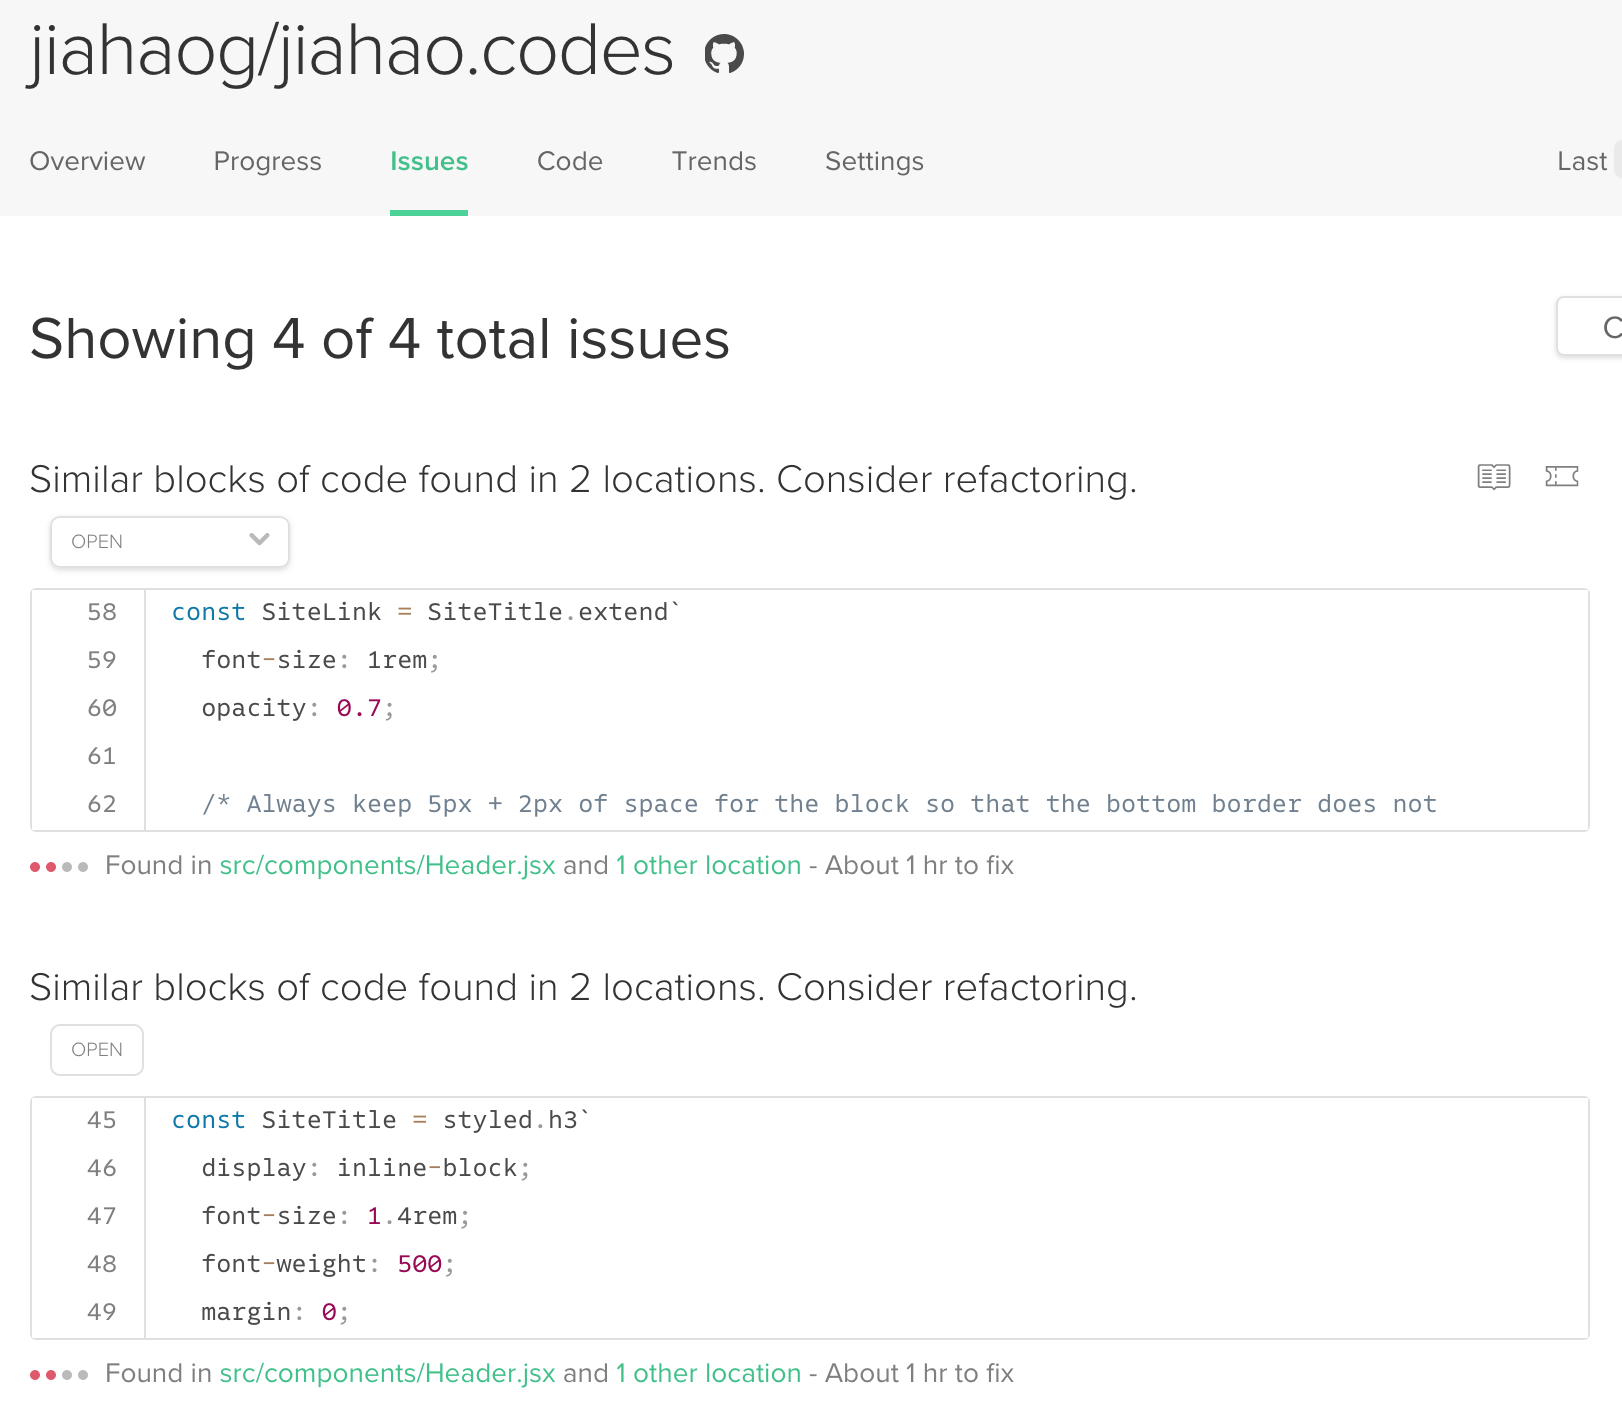 jiahaog/jiahao.codes
Overview Progress Issues Code Trends Settings Last
Showing 4 of 4 total issues
Similar blocks of code found in 2 locations. Consider refactoring.
OPEN
58 const SiteLink = SiteTitle.extend`
59 font-size: 1rem;
60 opacity: 0.7;
61
62 /* Always keep 5px + 2px of space for the block so that the bottom border does not
Found in src/components/Header.jsx and 1 other location - About 1 hr to fix
Similar blocks of code found in 2 locations. Consider refactoring.
OPEN
45 const SiteTitle = styled.h3`
46 display: inline-block;
47 font-size: 1.4rem;
48 font-weight: 500;
49 margin: 0;
Found in src/components/Header.jsx and 1 other location - About 1 hr to fix